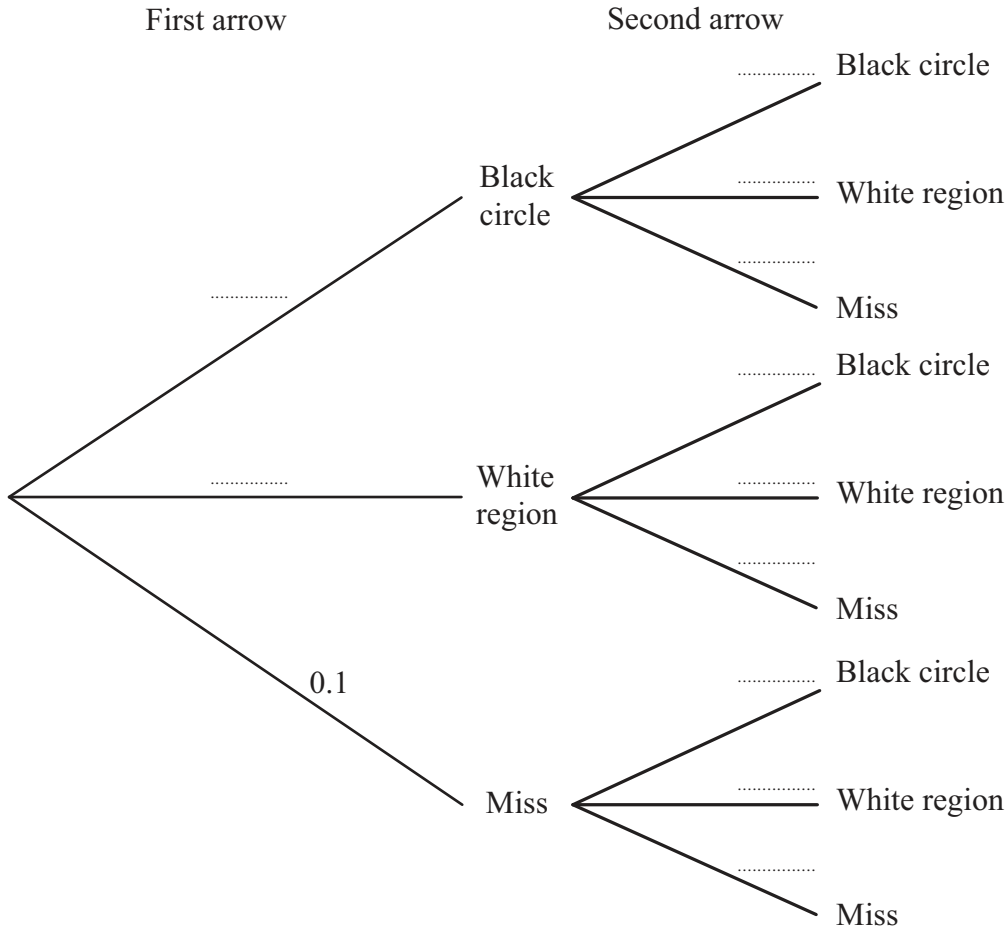 First arrow
Second arrow
................
Black circle
Black
circle
................
White region
................
Miss
................
................
Black circle
................
White
region
................
White region
................
Miss
0.1
................
Black circle
Miss
................
White region
................
Miss